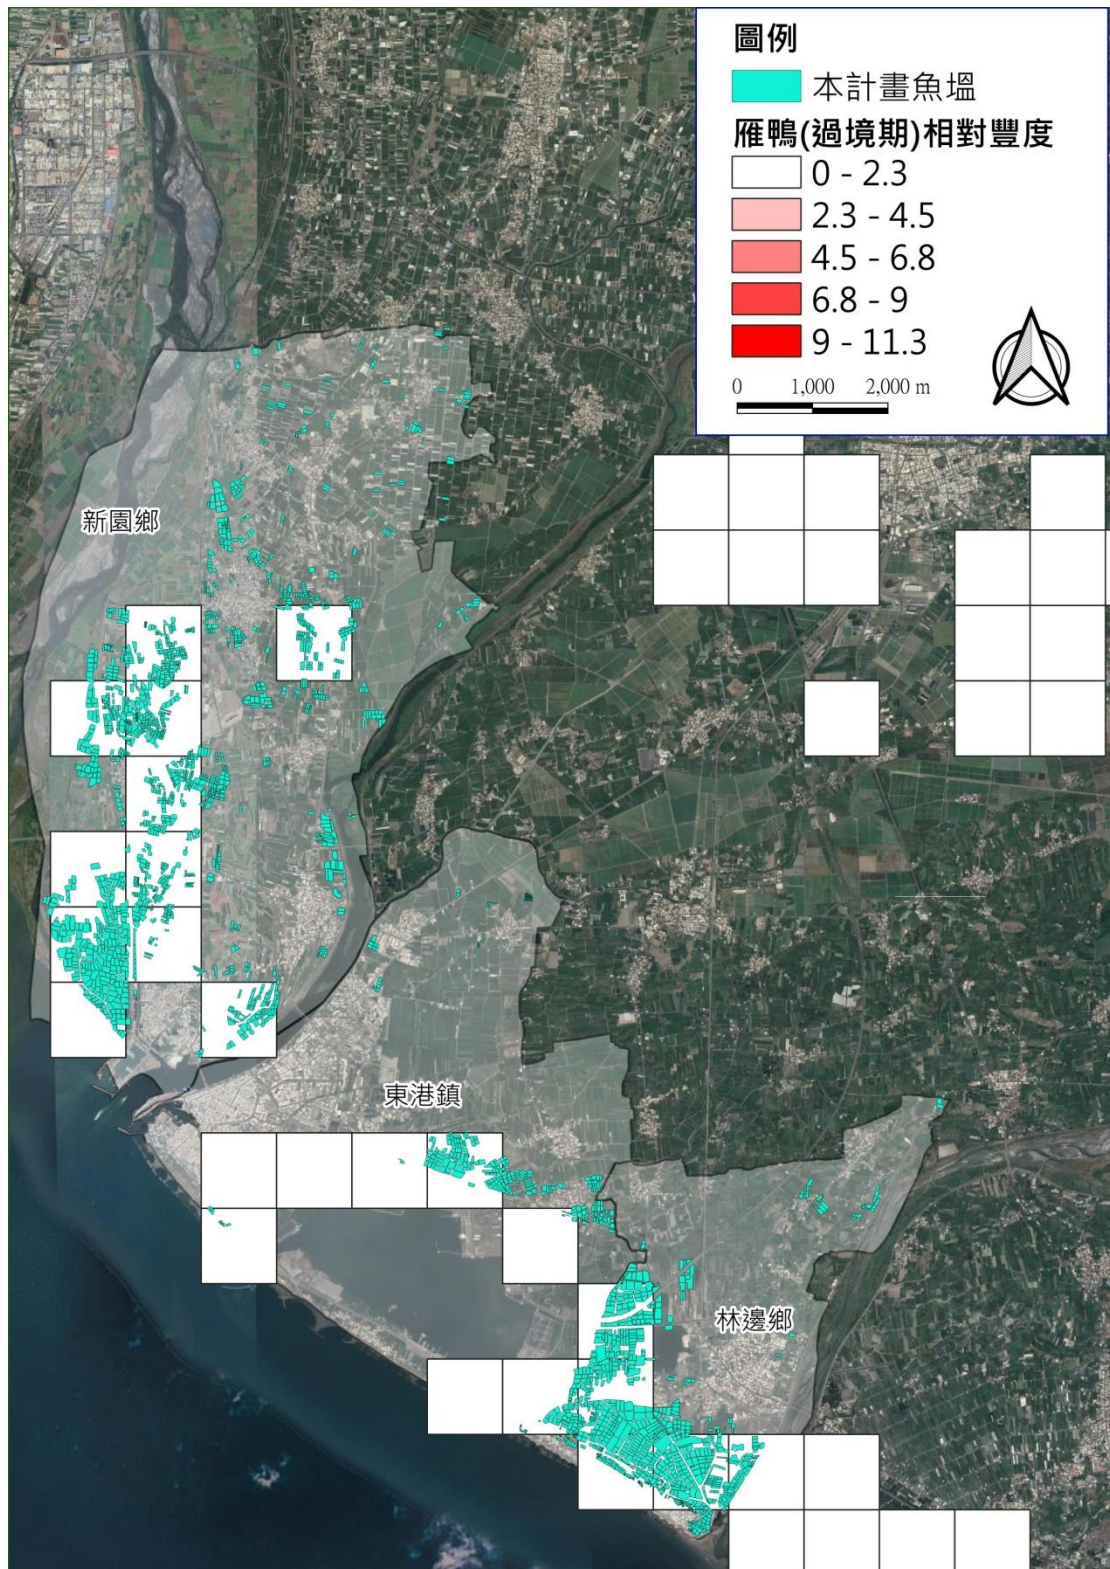 圖例
本計畫魚塭
雁鴨(過境期)相對豐度
0 - 2.3
2.3 - 4.5
4.5 - 6.8
6.8 - 9
9 - 11.3
0 1,000 2,000 m
新園鄉
東港鎮
林邊鄉